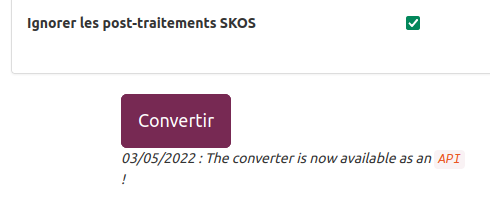 Ignorer les post-traitements SKOS
Convertir
03/05/2022 : The converter is now available as an API
!